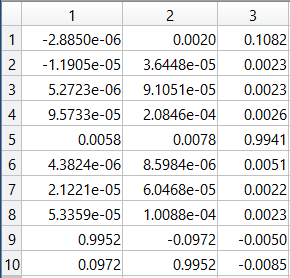 1 2 3
1 -2.8850e-06 0.0020 0.1082
2 -1.1905e-05 3.6448e-05 0.0023
3 5.2723e-06 9.1051e-05 0.0023
4 9.5733e-05 2.0846e-04 0.0026
5 0.0058 0.0078 0.9941
6 4.3824e-06 8.5984e-06 0.0051
7 2.1221e-05 6.0468e-05 0.0022
8 5.3359e-05 1.0088e-04 0.0023
9 0.9952 -0.0972 -0.0050
10 0.0972 0.9952 -0.0085